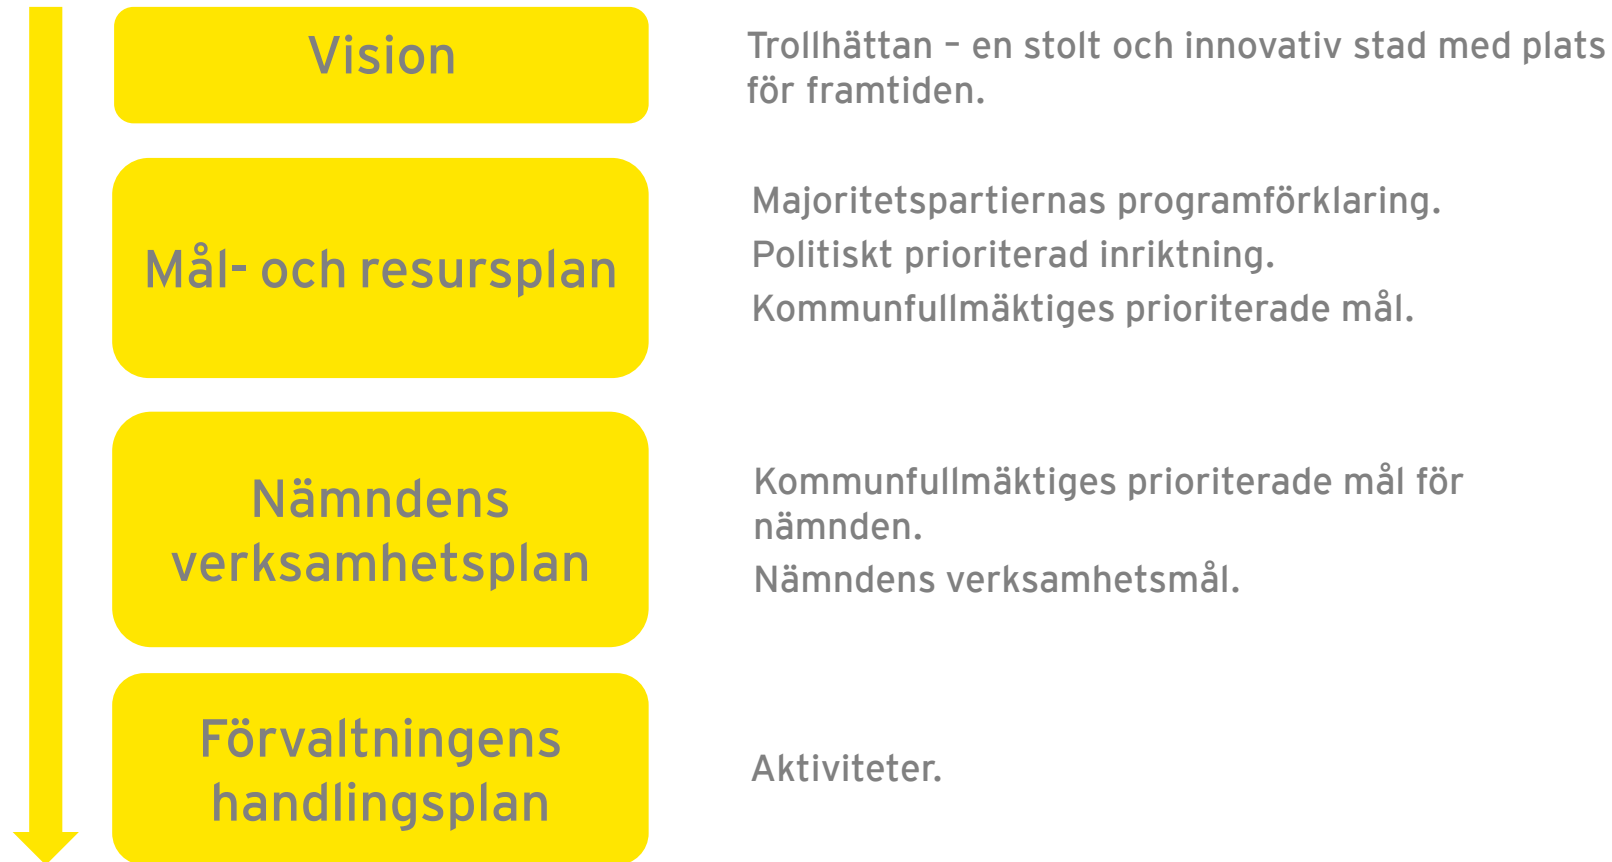 Vision
Trollhättan – en stolt och innovativ stad med plats
för framtiden.
Mål- och resursplan
Majoritetspartiernas programförklaring.
Politiskt prioriterad inriktning.
Kommunfullmäktiges prioriterade mål.
Nämndens
verksamhetsplan
Kommunfullmäktiges prioriterade mål för
nämnden.
Nämndens verksamhetsmål.
Förvaltningens
handlingsplan
Aktiviteter.